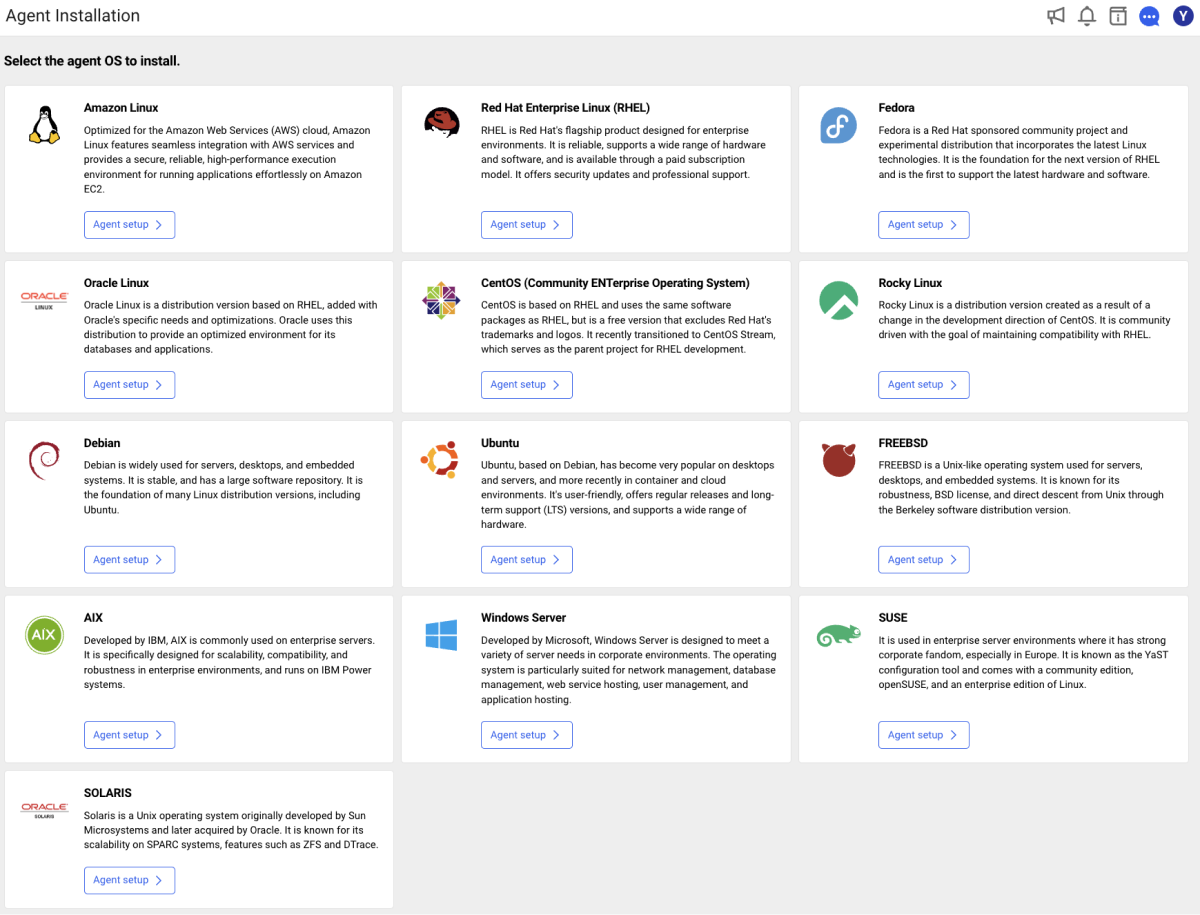 Agent Installation
Y
Select the agent OS to install.
Amazon Linux
Optimized for the Amazon Web Services (AWS) cloud, Amazon
Linux features seamless integration with AWS services and
provides a secure, reliable, high-performance execution
environment for running applications effortlessly on Amazon
EC2.
Agent setup
Red Hat Enterprise Linux (RHEL)
RHEL is Red Hat's flagship product designed for enterprise
environments. It is reliable, supports a wide range of hardware
and software, and is available through a paid subscription
model. It offers security updates and professional support.
Agent setup
Fedora
Fedora is a Red Hat sponsored community project and
experimental distribution that incorporates the latest Linux
technologies. It is the foundation for the next version of RHEL
and is the first to support the latest hardware and software.
Agent setup
ORACLE
LINUX
Oracle Linux
Oracle Linux is a distribution version based on RHEL, added with
Oracle's specific needs and optimizations. Oracle uses this
distribution to provide an optimized environment for its
databases and applications.
Agent setup
CentOS (Community ENTerprise Operating System)
CentOS is based on RHEL and uses the same software
packages as RHEL, but is a free version that excludes Red Hat's
trademarks and logos. It recently transitioned to CentOS Stream,
which serves as the parent project for RHEL development.
Agent setup
Rocky Linux
Rocky Linux is a distribution version created as a result of a
change in the development direction of CentOS. It is community
driven with the goal of maintaining compatibility with RHEL.
Agent setup
Debian
Debian is widely used for servers, desktops, and embedded
systems. It is stable, and has a large software repository. It is
the foundation of many Linux distribution versions, including
Ubuntu.
Agent setup
Ubuntu
Ubuntu, based on Debian, has become very popular on desktops
and servers, and more recently in container and cloud
environments. It's user-friendly, offers regular releases and long-
term support (LTS) versions, and supports a wide range of
hardware.
Agent setup
FREEBSD
FREEBSD is a Unix-like operating system used for servers,
desktops, and embedded systems. It is known for its
robustness, BSD license, and direct descent from Unix through
the Berkeley software distribution version.
Agent setup
AIX
AIX
Developed by IBM, AIX is commonly used on enterprise servers.
It is specifically designed for scalability, compatibility, and
robustness in enterprise environments, and runs on IBM Power
systems.
Agent setup
Windows Server
Developed by Microsoft, Windows Server is designed to meet a
variety of server needs in corporate environments. The operating
system is particularly suited for network management, database
management, web service hosting, user management, and
application hosting.
Agent setup
SUSE
It is used in enterprise server environments where it has strong
corporate fandom, especially in Europe. It is known as the YaST
configuration tool and comes with a community edition,
openSUSE, and an enterprise edition of Linux.
Agent setup
ORACLE
SOLARIS
SOLARIS
Solaris is a Unix operating system originally developed by Sun
Microsystems and later acquired by Oracle. It is known for its
scalability on SPARC systems, features such as ZFS and DTrace.
Agent setup